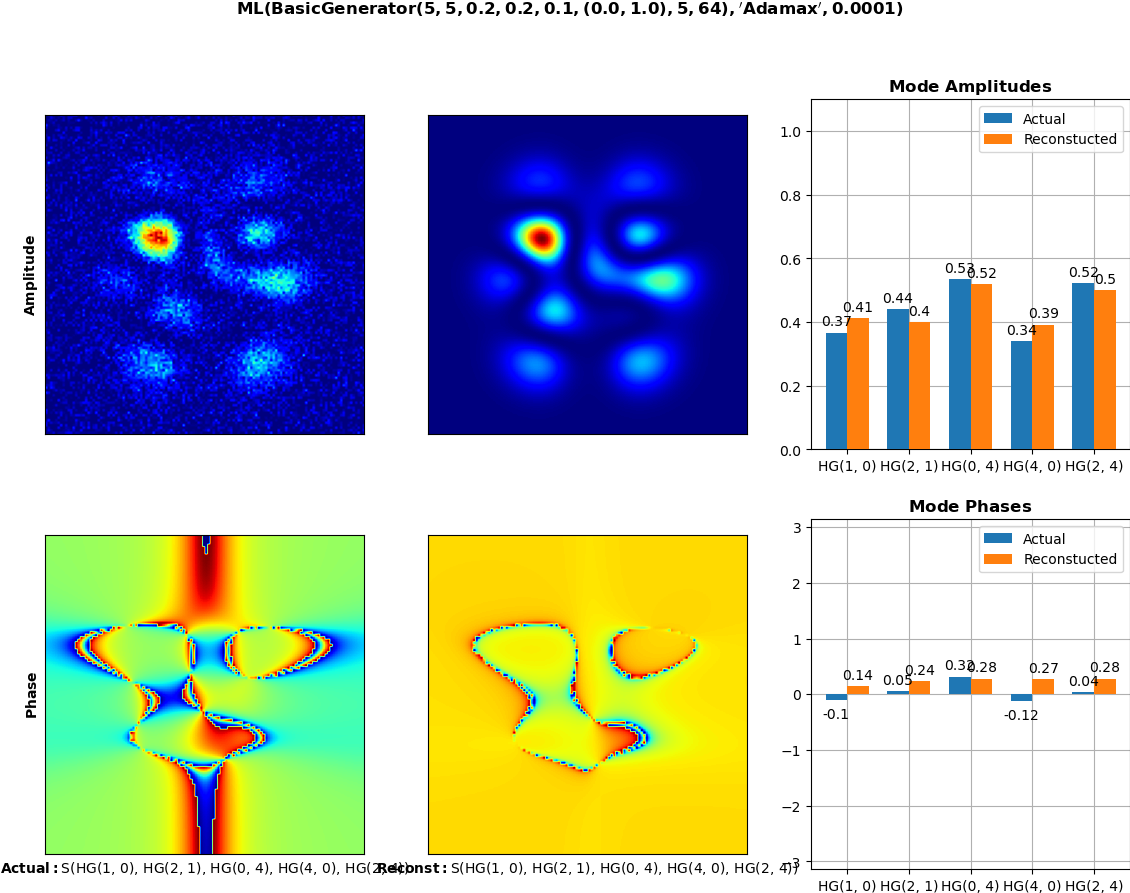 ML(BasicGenerator(5, 5, 0.2, 0.2, 0.1, (0.0, 1.0), 5, 64), ′Adamax′, 0.0001)
Amplitude
Mode Amplitudes
Actual
Reconstucted
1.0
0.8
0.6
0.4
0.2
0.0
0.37
0.41
0.44
0.4
0.53
0.52
0.34
0.39
0.52
0.5
HG(1, 0) HG(2, 1) HG(0, 4) HG(4, 0) HG(2, 4)
Phase
Mode Phases
Actual
Reconstucted
3
2
1
0
−1
−2
−3
-0.1
0.14
0.05
0.24
0.32
0.28
-0.12
0.27
0.04
0.28
Actual: S(HG(1, 0), HG(2, 1), HG(0, 4), HG(4, 0), HG(2, 4))
Reconst: S(HG(1, 0), HG(2, 1), HG(0, 4), HG(4, 0), HG(2, 4))
HG(1, 0) HG(2, 1) HG(0, 4) HG(4, 0) HG(2, 4)